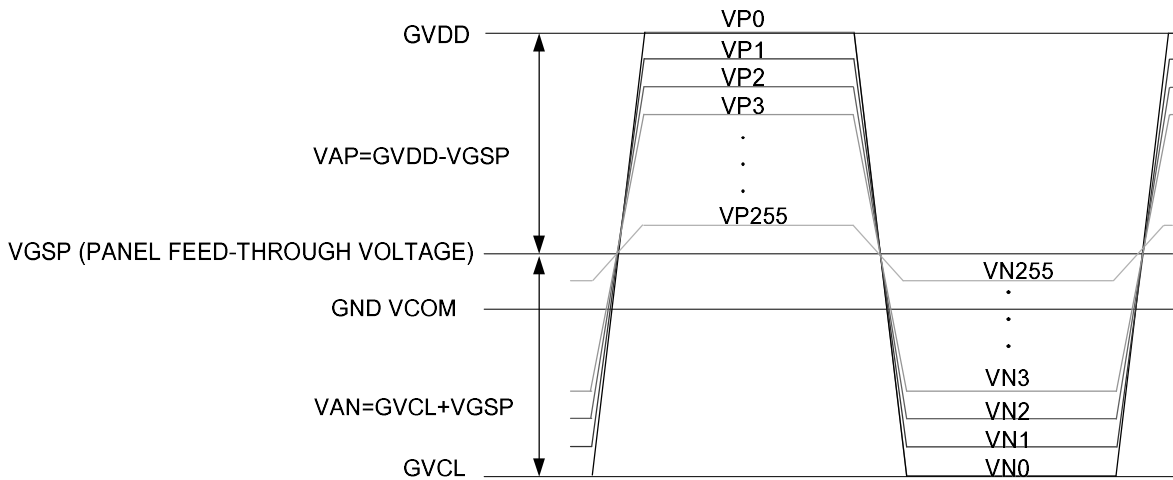 VP0
GVDD
VP1
VP2
VP3
VAP=GVDD-VGSP
VP255
VGSP (PANEL FEED-THROUGH VOLTAGE)
VN255
GND VCOM
VN3
VAN=GVCL+VGSP
VN2
VN1
GVCL
VN0